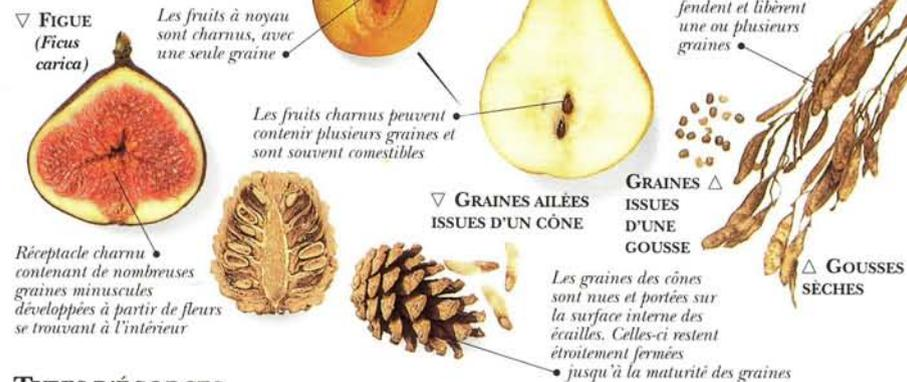 ▽ FIGUE
(Ficus
carica)
Les fruits à noyau
sont charnus, avec
une seule graine
fendent et libèrent
une ou plusieurs
graines
Les fruits charnus peuvent
contenir plusieurs graines et
sont souvent comestibles
▽ GRAINES AILÉES
ISSUES D'UN CÔNE
GRAINES △
ISSUES
D'UNE
GOUSSE
△ GOUSSES
SÈCHES
Réceptacle charnu
contenant de nombreuses
graines minuscules
développées à partir de fleurs
se trouvant à l'intérieur
Les graines des cônes
sont nues et portées sur
la surface interne des
écailles. Celles-ci restent
étroitement fermées
jusqu'à la maturité des graines